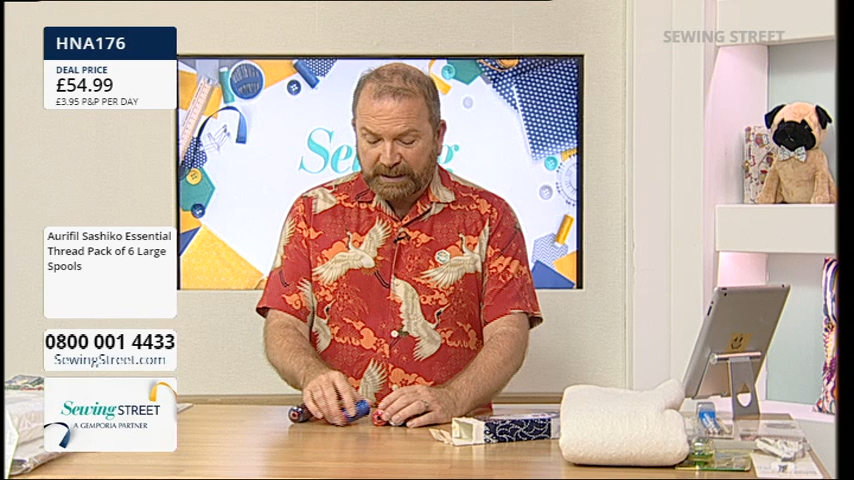 HNA176
DEAL PRICE
£54.99
£3.95 P&P PER DAY
SEWING STREET
Sewing
Aurifil Sashiko Essential
Thread Pack of 6 Large
Spools
0800 001 4433
SewingStreet.com
Sewing STREET
A GEMPORIA PARTNER